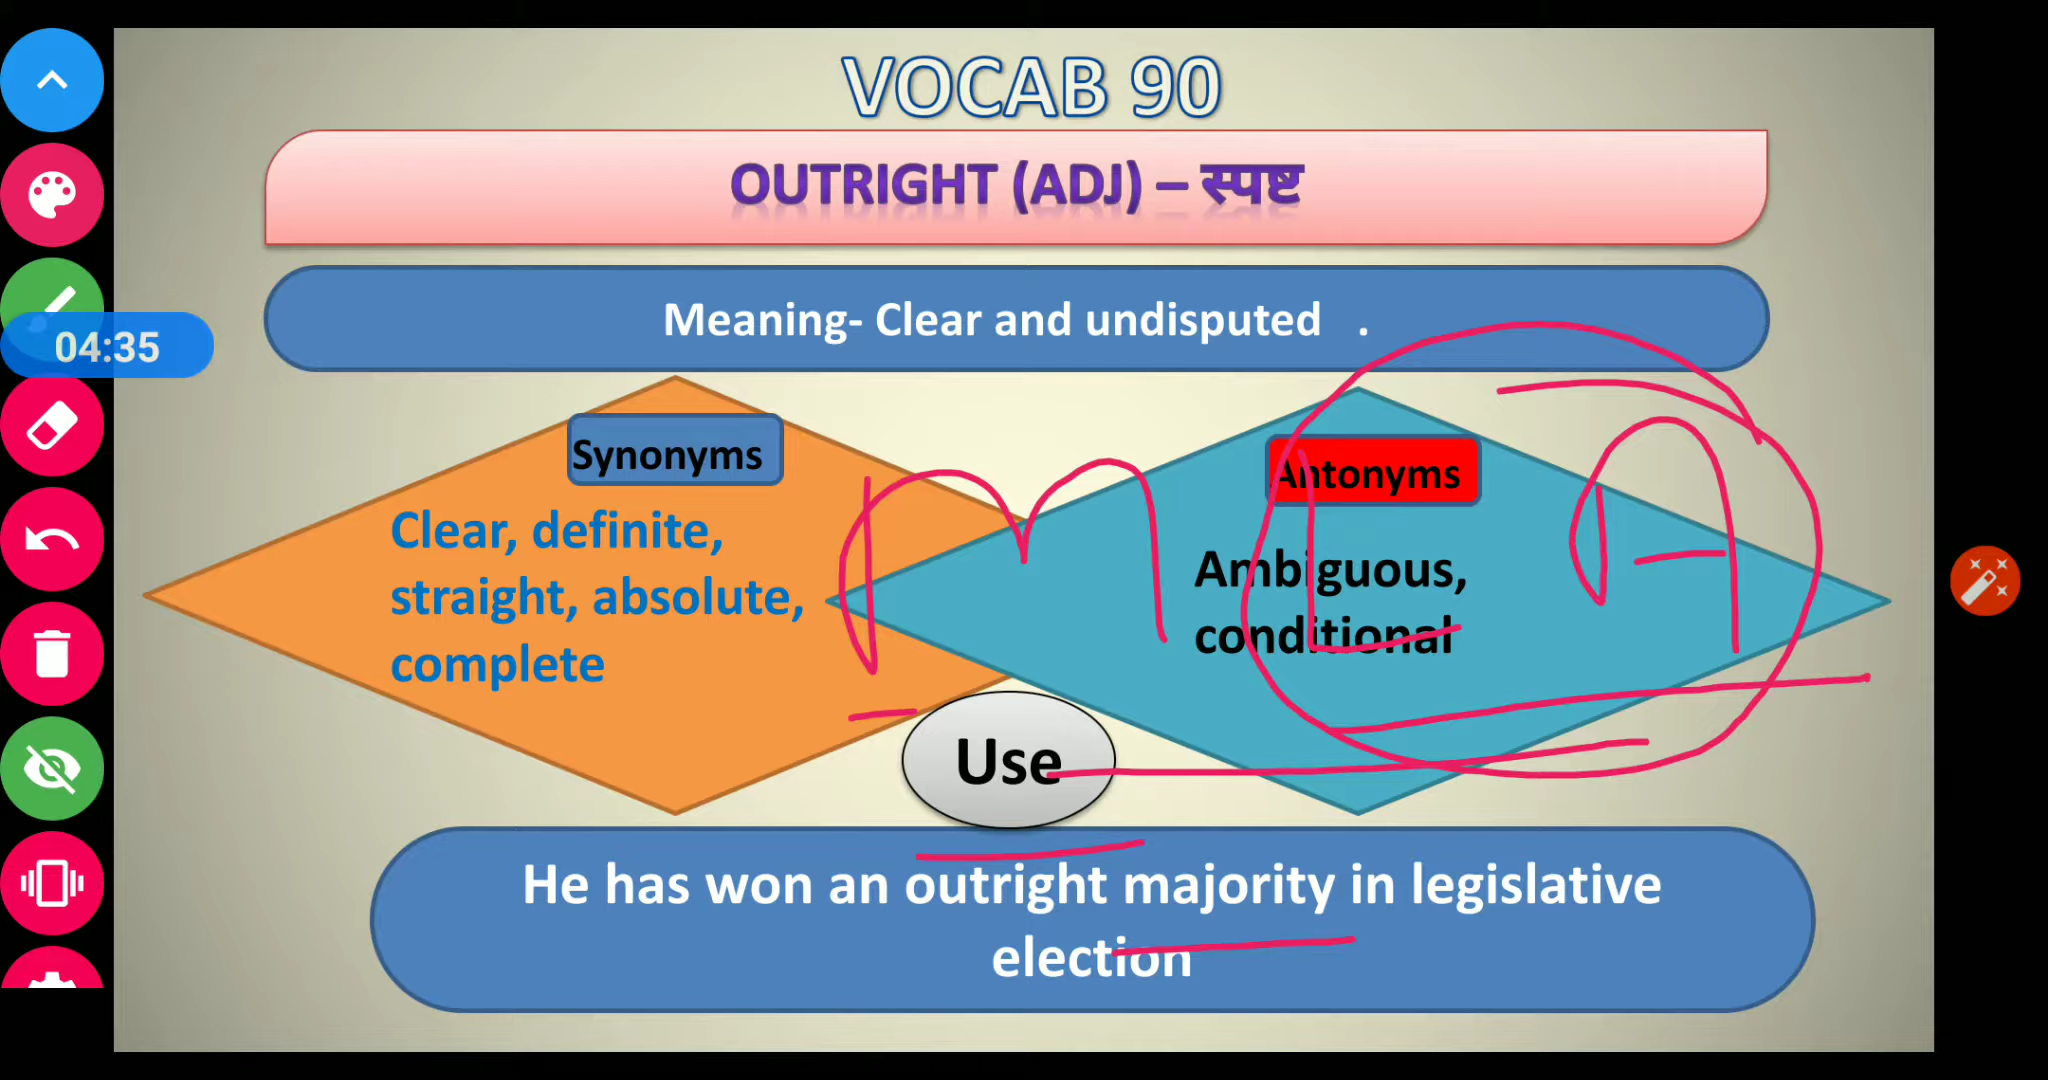 VOCAB 90
OUTRIGHT (ADJ) – स्पष्ट
Meaning- Clear and undisputed .
04:35
Synonyms
Clear, definite,
straight, absolute,
complete
Antonyms
Ambiguous,
conditional
Use
He has won an outright majority in legislative
election